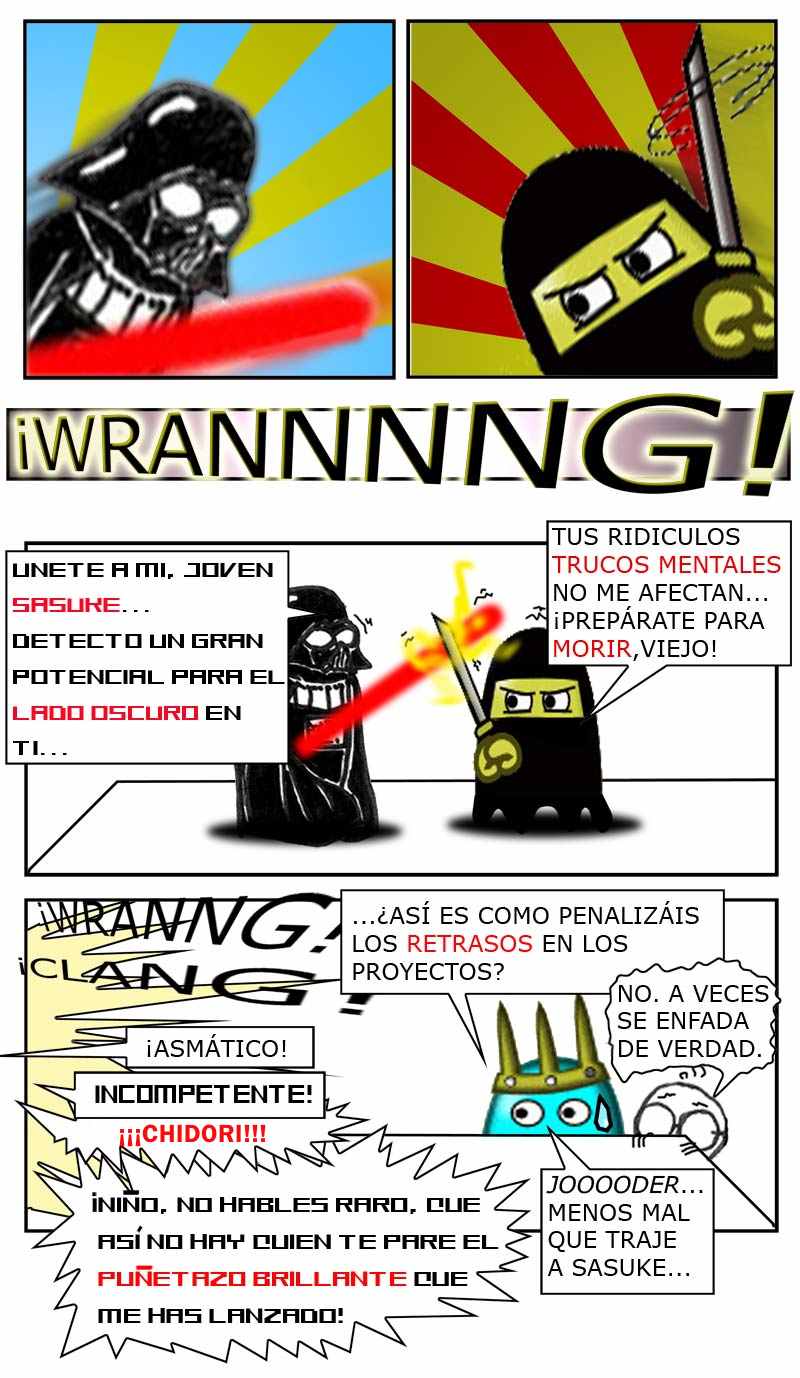 ¡WRANNNNG!
UNETE A MI, JOVEN
SASUKE...
DETECTO UN GRAN
POTENCIAL PARA EL
LADO OSCURO EN
TI...
TUS RIDICULOS
TRUCOS MENTALES
NO ME AFECTAN...
¡PREPÁRATE PARA
MORIR,VIEJO!
¡WRANNG!
¡CLANG!
...¿ASÍ ES COMO PENALIZÁIS
LOS RETRASOS EN LOS
PROYECTOS?
NO. A VECES
SE ENFADA
DE VERDAD.
¡ASMÁTICO!
INCOMPETENTE!
¡¡¡CHIDORI!!!
¡NIÑO, NO HABLES RARO, QUE
ASÍ NO HAY QUIEN TE PARE EL
PUÑETAZO BRILLANTE QUE
ME HAS LANZADO!
JOOOODER...
MENOS MAL
QUE TRAJE
A SASUKE...